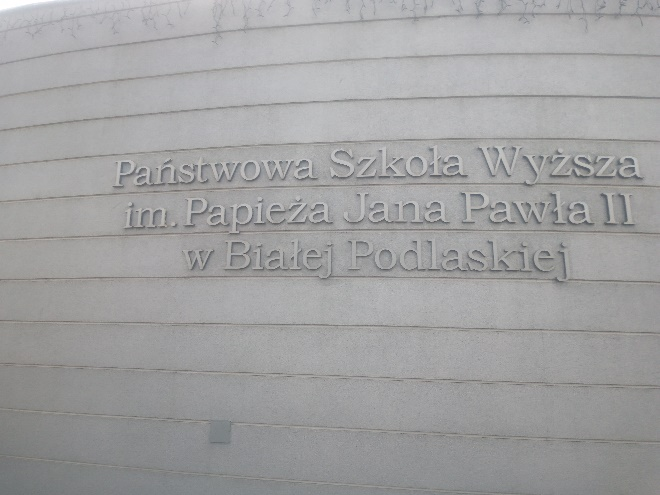 Państwowa Szkoła Wyższa
im. Papieża Jana Pawła II
w Białej Podlaskiej